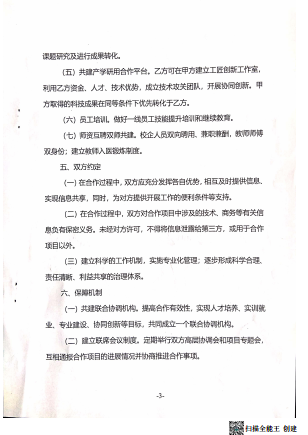 课题研究及进行成果转化。
（五）共建产学研用合作平台。乙方可在甲方建立工匠创新工作室，
利用乙方资金、人才、技术优势，成立技术攻关团队，开展协同创新。甲
方取得的科技成果在同等条件下优先转化于乙方。
（六）员工培训。做好一线员工技能提升培训和继续教育。
（七）师资互聘双师共建。校企人员双向聘用、兼职兼酬，教师师傅
双身份；建立教师入医锻炼制度。
五、双方约定
（一）在合作过程中，双方应充分发挥各自优势，相互及时提供信息、
实现信息共享，同时，为对方提供开展工作的便利条件等支持。
（二）在合作过程中，双方对合作项目中涉及的技术、商务等有关信
息负有保密义务。未经对方许可，不得将信息泄露给第三方，或用于合作
项目以外。
（三）建立科学的工作机制，实施专业化管理；逐步形成科学合理、
责任清晰、利益共享的治理体系。
六、保障机制
（一）共建联合协调机构。提高合作有效性，实现人才培养、实训就
业、专业建设、协同创新等目标，共同成立一个联合协调机构。
（二）建立联席会议制度。定期举行双方高层协调会和项目专题会，
互相通报合作项目的进展情况并协商推进合作事项。
-3-
扫描全能王 创建